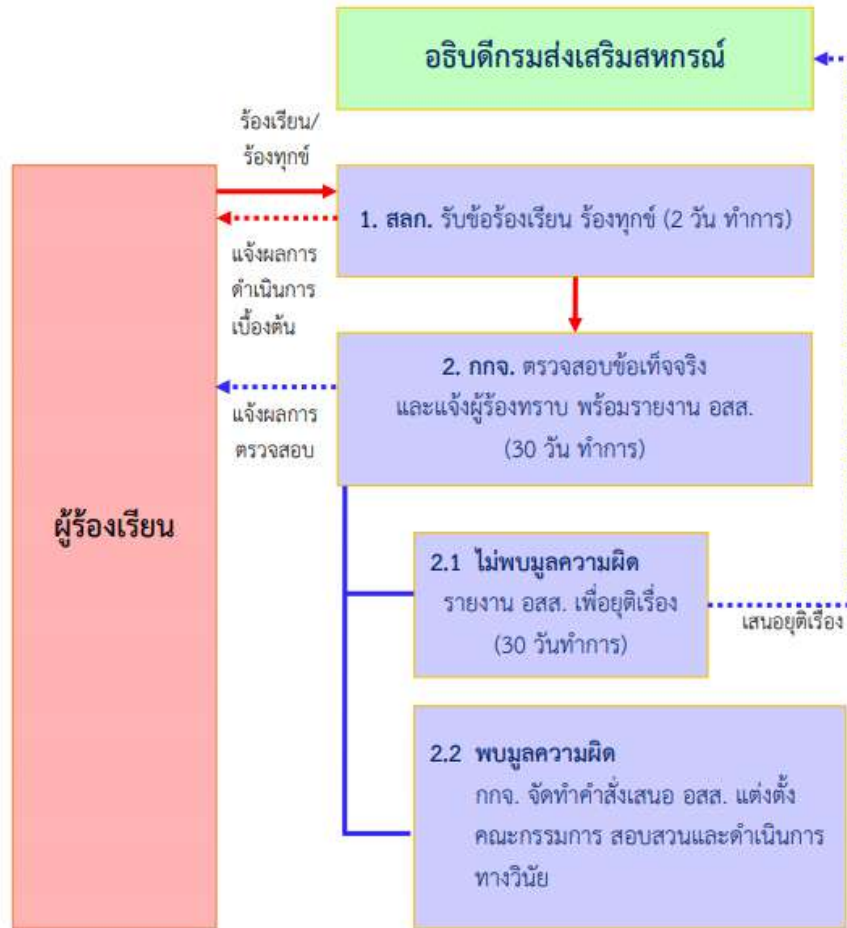 อธิบดีกรมส่งเสริมสหกรณ์
ร้องเรียน/
ร้องทุกข์
1. สลก. รับข้อร้องเรียน ร้องทุกข์ (2 วัน ทำการ)
แจ้งผลการ
ดำเนินการ
เบื้องต้น
2. กกจ. ตรวจสอบข้อเท็จจริง
และแจ้งผู้ร้องทราบ พร้อมรายงาน อสส.
(30 วัน ทำการ)
แจ้งผลการ
ตรวจสอบ
ผู้ร้องเรียน
2.1 ไม่พบมูลความผิด
รายงาน อสส. เพื่อยุติเรื่อง
(30 วันทำการ)
เสนอยุติเรื่อง
2.2 พบมูลความผิด
กกจ. จัดทำคำสั่งเสนอ อสส. แต่งตั้ง
คณะกรรมการ สอบสวนและดำเนินการ
ทางวินัย